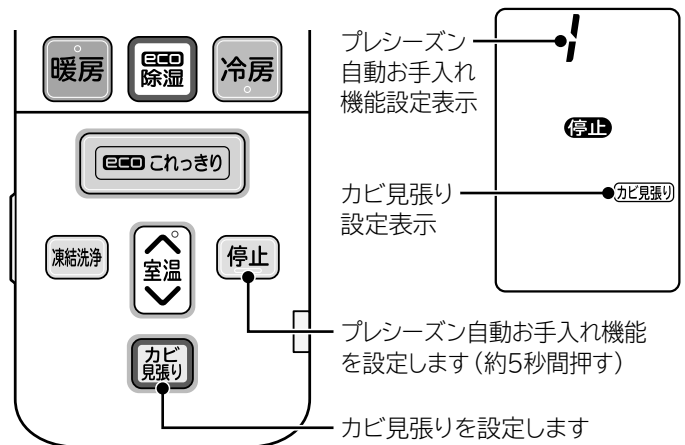 暖房
eco
除湿
冷房
eco これっきり
凍結洗浄
室温
停止
カビ
見張り
プレシーズン
自動お手入れ
機能設定表示
停止
カビ見張り
設定表示
カビ見張り
プレシーズン自動お手入れ機能
を設定します（約5秒間押す）
カビ見張りを設定します